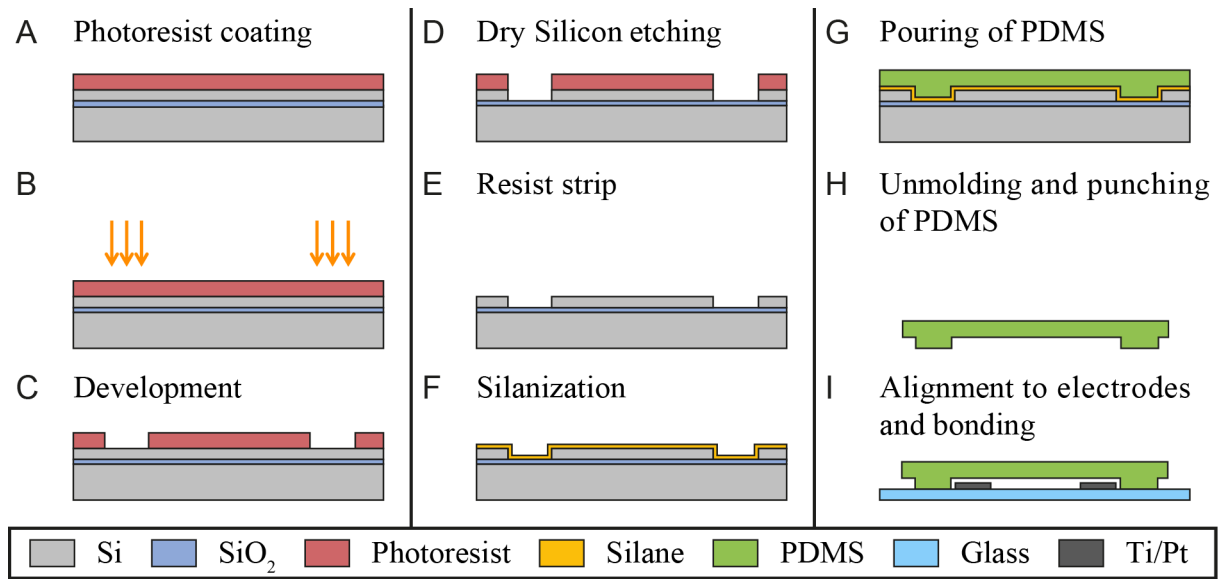 A Photoresist coating
B
C Development
D Dry Silicon etching
E Resist strip
F Silanization
G Pouring of PDMS
H Unmolding and punching
of PDMS
I Alignment to electrodes
and bonding
Si SiO₂ Photoresist Silane PDMS Glass Ti/Pt